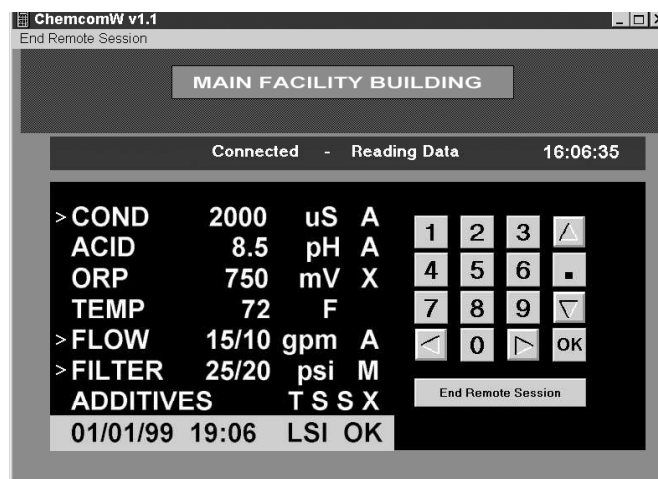 ChemcomW v1.1
End Remote Session
MAIN FACILITY BUILDING
Connected - Reading Data 16:06:35
> COND 2000 uS A
ACID 8.5 pH A
ORP 750 mV X
TEMP 72 F
> FLOW 15/10 gpm A
> FILTER 25/20 psi M
ADDITIVES T S S X
01/01/99 19:06 LSI OK
1 2 3
4 5 6 .
7 8 9
0 OK
End Remote Session